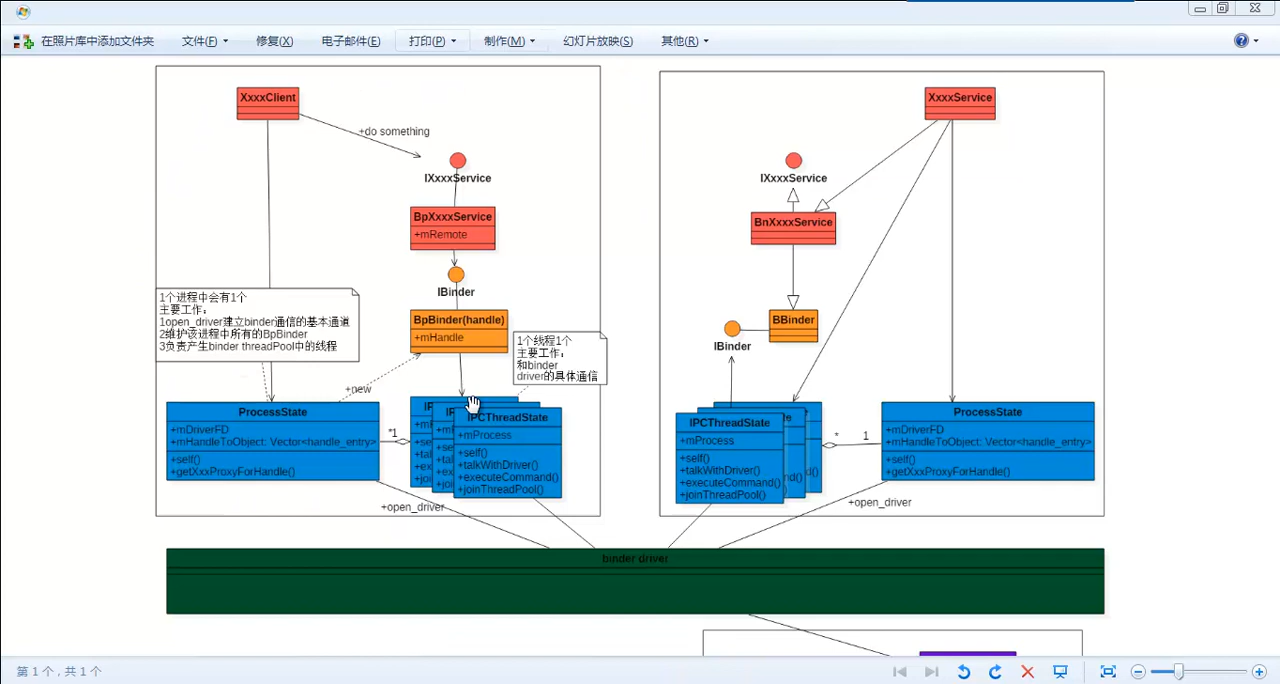 在照片库中添加文件夹
文件(F)
修复(X)
电子邮件(E)
打印(P)
制作(M)
幻灯片放映(S)
其他(R)
XxxxClient
+do something
IXxxxService
BpXxxxService
+mRemote
IBinder
BpBinder(handle)
+mHandle
1个进程中会有1个
主要工作:
1open_driver建立binder通信的基本通道
2维护该进程中所有的BpBinder
3负责产生binder threadPool中的线程
1个线程1个
主要工作:
和binder
driver的具体通信
+new
ProcessState
+mDriverFD
+mHandleToObject: Vector<handle_entry>
+self()
+getXxxProxyForHandle()
*1
IPCThreadState
+mProcess
+self()
+talkWithDriver()
+executeCommand()
+joinThreadPool()
+open_driver
XxxxService
IXxxxService
BnXxxxService
BBinder
IBinder
IPCThreadState
+mProcess
+self()
+talkWithDriver()
+executeCommand()
+joinThreadPool()
* 1
ProcessState
+mDriverFD
+mHandleToObject: Vector<handle_entry>
+self()
+getXxxProxyForHandle()
+open_driver
binder driver
第 1 个，共 1 个